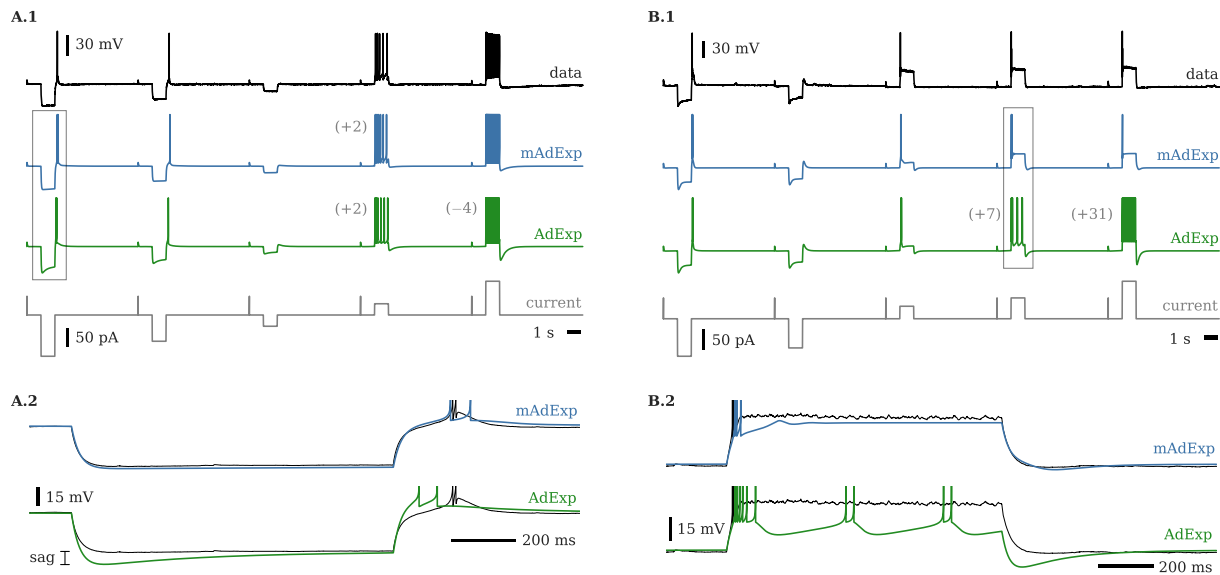 A.1
30 mV
data
(+2)
mAdExp
(+2)
(−4)
AdExp
current
50 pA
1 s
B.1
30 mV
data
mAdExp
(+7)
(+31)
AdExp
current
50 pA
1 s
A.2
mAdExp
15 mV
AdExp
sag
200 ms
B.2
mAdExp
15 mV
AdExp
200 ms